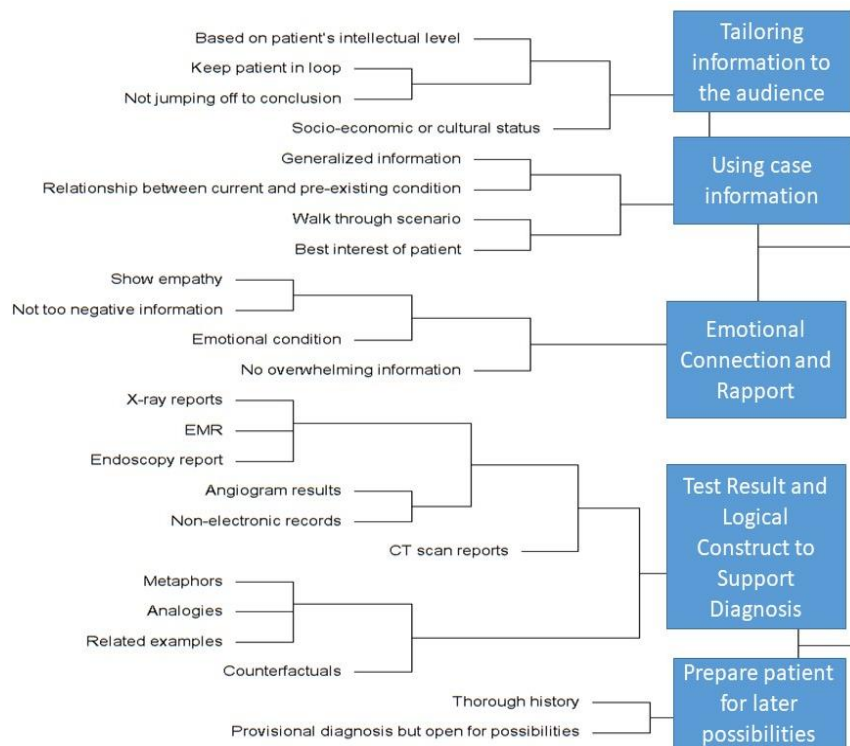 Based on patient's intellectual level
Keep patient in loop
Not jumping off to conclusion
Socio-economic or cultural status
Tailoring
information to
the audience
Generalized information
Relationship between current and pre-existing condition
Walk through scenario
Best interest of patient
Using case
information
Show empathy
Not too negative information
Emotional condition
No overwhelming information
Emotional
Connection and
Rapport
X-ray reports
EMR
Endoscopy report
Angiogram results
Non-electronic records
CT scan reports
Metaphors
Analogies
Related examples
Counterfactuals
Test Result and
Logical
Construct to
Support
Diagnosis
Thorough history
Provisional diagnosis but open for possibilities
Prepare patient
for later
possibilities